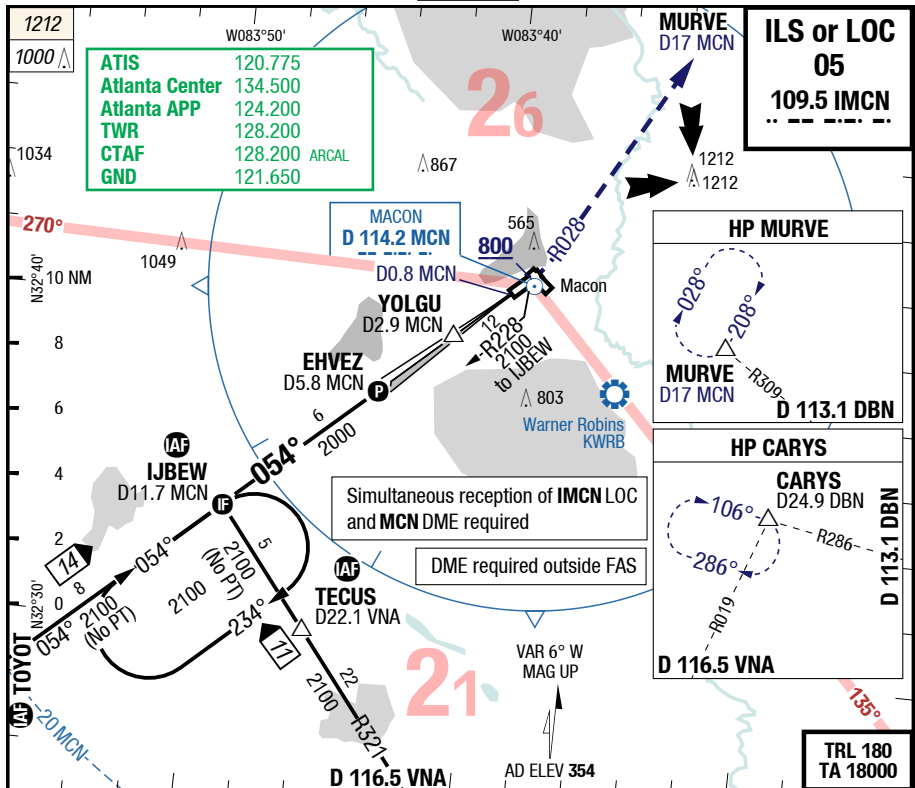 1212
1000
W083°50'
W083°40'
MURVE
D17 MCN
ILS or LOC
05
109.5 IMCN
ATIS 120.775
Atlanta Center 134.500
Atlanta APP 124.200
TWR 128.200
CTAF 128.200 ARCAL
GND 121.650
26
1034
867
1212
1212
270°
MACON
D 114.2 MCN
565
800
R028
1049
D0.8 MCN
Macon
N32°40'
10 NM
8
6
4
2
0
N32°30'
YOLGU
D2.9 MCN
12
R228
2100
to IJBEW
EHVEZ
D5.8 MCN
P
803
Warner Robins
KWRB
6
2000
054°
IAF
IJBEW
D11.7 MCN
IF
Simultaneous reception of IMCN LOC
and MCN DME required
DME required outside FAS
14
8
054°
054°
2100
(No PT)
2100
2100
(No PT)
5
234°
11
IAF
TECUS
D22.1 VNA
22
2100
R321
D 116.5 VNA
IAF TOYOT
20 MCN
21
VAR 6° W
MAG UP
AD ELEV 354
HP MURVE
028°
208°
MURVE
D17 MCN
R309
D 113.1 DBN
HP CARYS
CARYS
D24.9 DBN
106°
286°
R286
R019
D 113.1 DBN
D 116.5 VNA
135°
TRL 180
TA 18000